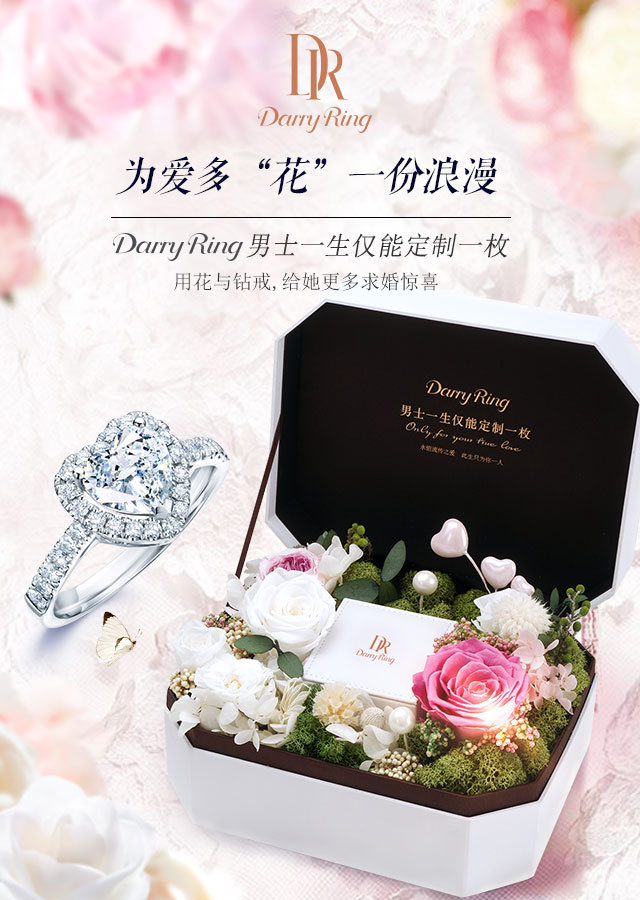 DR
Darry Ring
为爱多“花”一份浪漫
Darry Ring 男士一生仅能定制一枚
用花与钻戒,给她更多求婚惊喜
Darry Ring
男士一生仅能定制一枚
Only for your true love
此生只为你一人
DR
Darry Ring